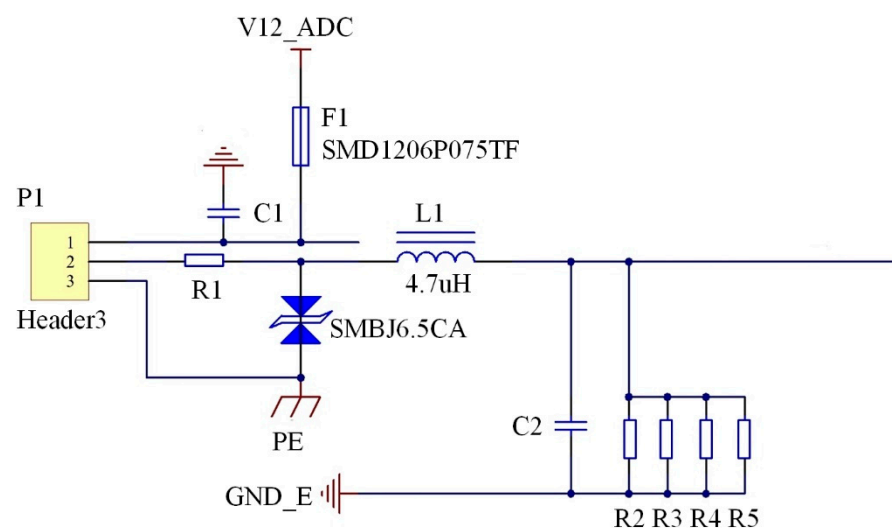 V12_ADC
F1
SMD1206P075TF
P1
C1
L1
1
2
3
R1
4.7uH
Header3
SMBJ6.5CA
PE
C2
GND_E
R2 R3 R4 R5